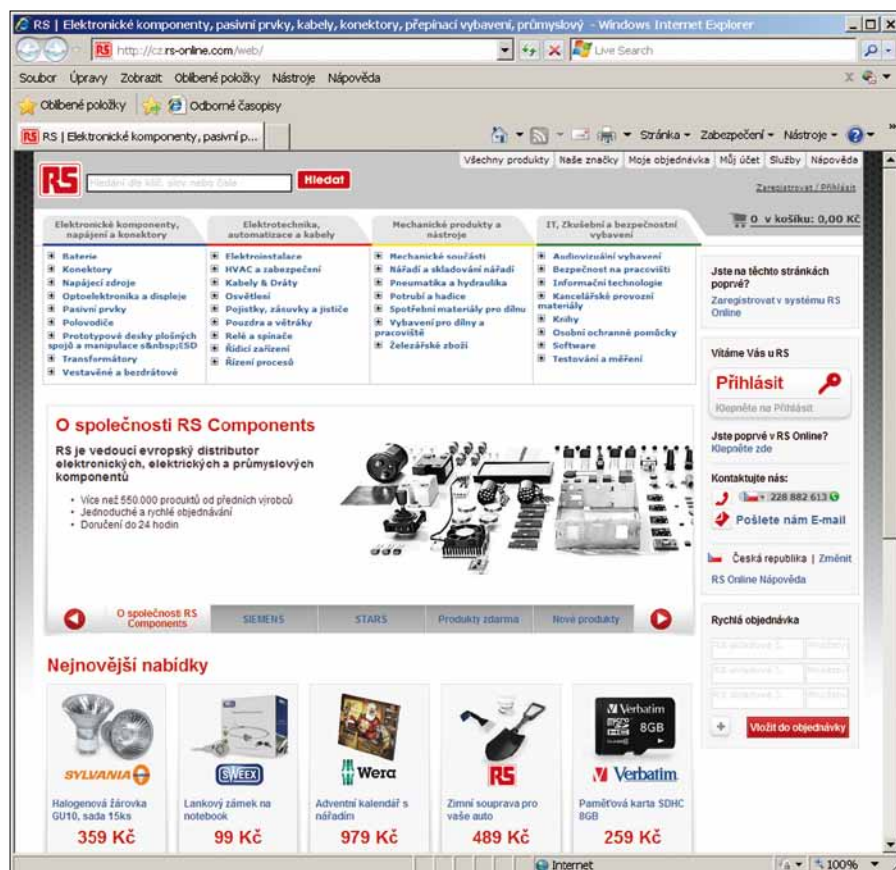 RS | Elektronické komponenty, pasivní prvky, kabely, konektory, přepínací vybavení, průmyslový - Windows Internet Explorer
RS http://cz.rs-online.com/web/
Live Search
Soubor Úpravy Zobrazit Oblíbené položky Nástroje Nápověda
Oblíbené položky Odborné časopisy
RS | Elektronické komponenty, pasivní p...
Stránka Zabezpečení Nástroje
Všechny produkty Naše značky Moje objednávka Můj účet Služby Nápověda
RS
Hledat
Zaregistrovat / Přihlásit
0 v košíku: 0,00 Kč
Elektronické komponenty, napájení a konektory
Baterie
Konektory
Napájecí zdroje
Optoelektronika a displeje
Pasivní prvky
Polovodiče
Prototypové desky plošných
spojů a manipulace s&nbsp;ESD
Transformátory
Vestavěné a bezdrátové
Elektrotechnika, automatizace a kabely
Elektroinstalace
HVAC a zabezpečení
Kabely & Dráty
Osvětlení
Pojistky, zásuvky a jističe
Pouzdra a větráky
Relé a spínače
Řídicí zařízení
Řízení procesů
Mechanické produkty a nástroje
Mechanické součásti
Nářadí a skladování nářadí
Pneumatika a hydraulika
Potrubí a hadice
Spotřební materiály pro dílnu
Vybavení pro dílny a
pracoviště
Železářské zboží
IT, Zkušební a bezpečnostní vybavení
Audiovizuální vybavení
Bezpečnost na pracovišti
Informační technologie
Kancelářské provozní
materiály
Knihy
Osobní ochranné pomůcky
Software
Testování a měření
Jste na těchto stránkách
poprvé?
Zaregistrovat v systému RS
Online
Vítáme Vás u RS
Přihlásit
Klepněte na Přihlásit
Jste poprvé v RS Online?
Klepněte zde
Kontaktujte nás:
228 882 613
Pošlete nám E-mail
Česká republika | Změnit
RS Online Nápověda
Rychlá objednávka
Vložit do objednávky
O společnosti RS Components
RS je vedoucí evropský distributor
elektronických, elektrických a průmyslových
komponentů
• Více než 550.000 produktů od předních výrobců
• Jednoduché a rychlé objednávání
• Doručení do 24 hodin
O společnosti RS Components SIEMENS STARS Produkty zdarma Nové produkty
Nejnovější nabídky
SYLVANIA
Halogenová žárovka
GU10, sada 15ks
359 Kč
SWEEX
Lankový zámek na
notebook
99 Kč
Wera
Adventní kalendář s
nářadím
979 Kč
RS
Zimní souprava pro
vaše auto
489 Kč
Verbatim
micro
8GB
Verbatim
Paměťová karta SDHC
8GB
259 Kč
Internet
100%